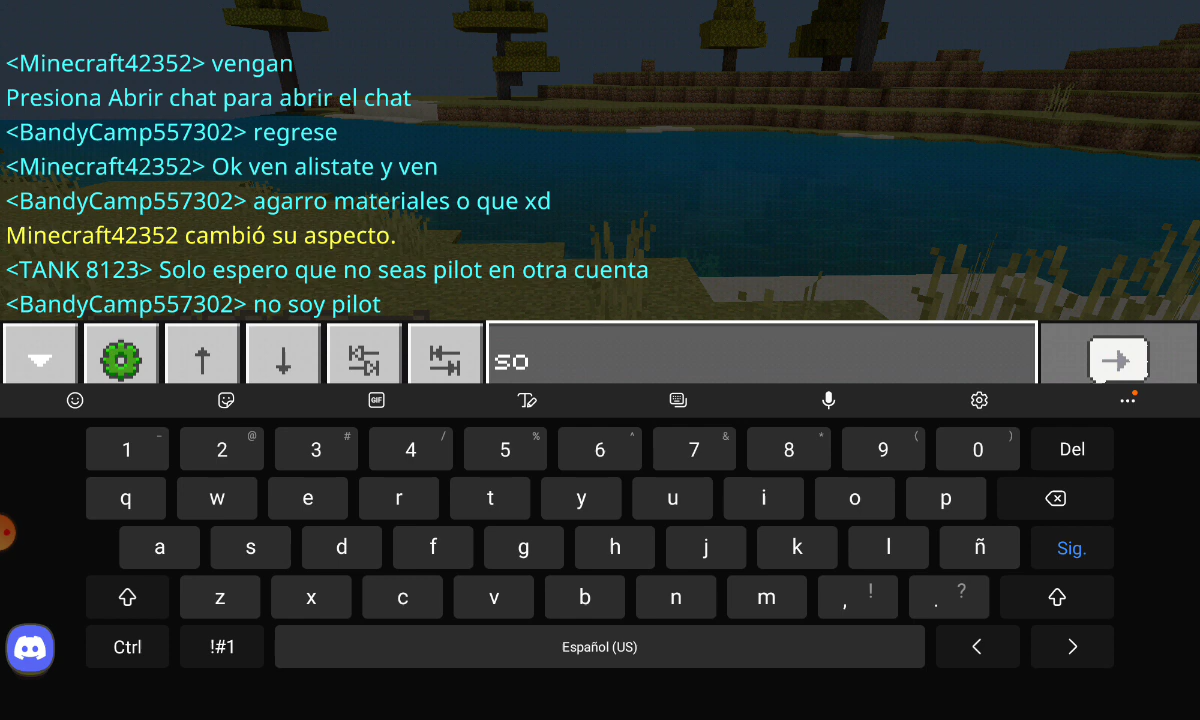 <Minecraft42352> vengan
Presiona Abrir chat para abrir el chat
<BandyCamp557302> regrese
<Minecraft42352> Ok ven alistate y ven
<BandyCamp557302> agarro materiales o que xd
Minecraft42352 cambió su aspecto.
<TANK 8123> Solo espero que no seas pilot en otra cuenta
<BandyCamp557302> no soy pilot
so
GIF
1 - 2 @ 3 # 4 / 5 % 6 ^ 7 & 8 * 9 ( 0 ) Del
q w e r t y u i o p
a s d f g h j k l ñ Sig.
z x c v b n m , ! . ?
Ctrl !#1 Español (US) < >